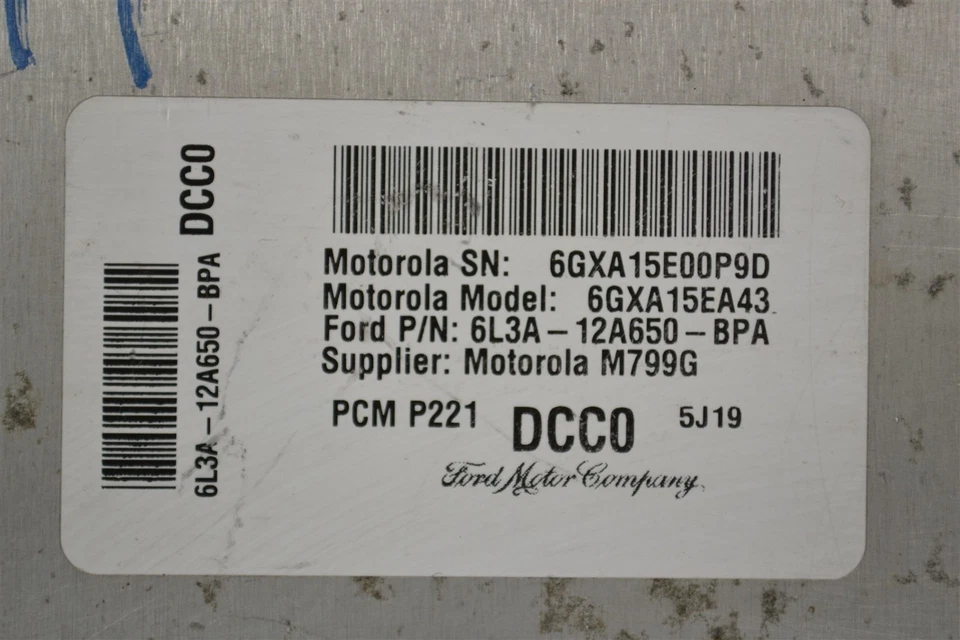 DCC0
6L3A-12A650-BPA
Motorola SN: 6GXA15E00P9D
Motorola Model: 6GXA15EA43
Ford P/N: 6L3A-12A650-BPA
Supplier: Motorola M799G
PCM P221 DCC0 5J19
Ford Motor Company